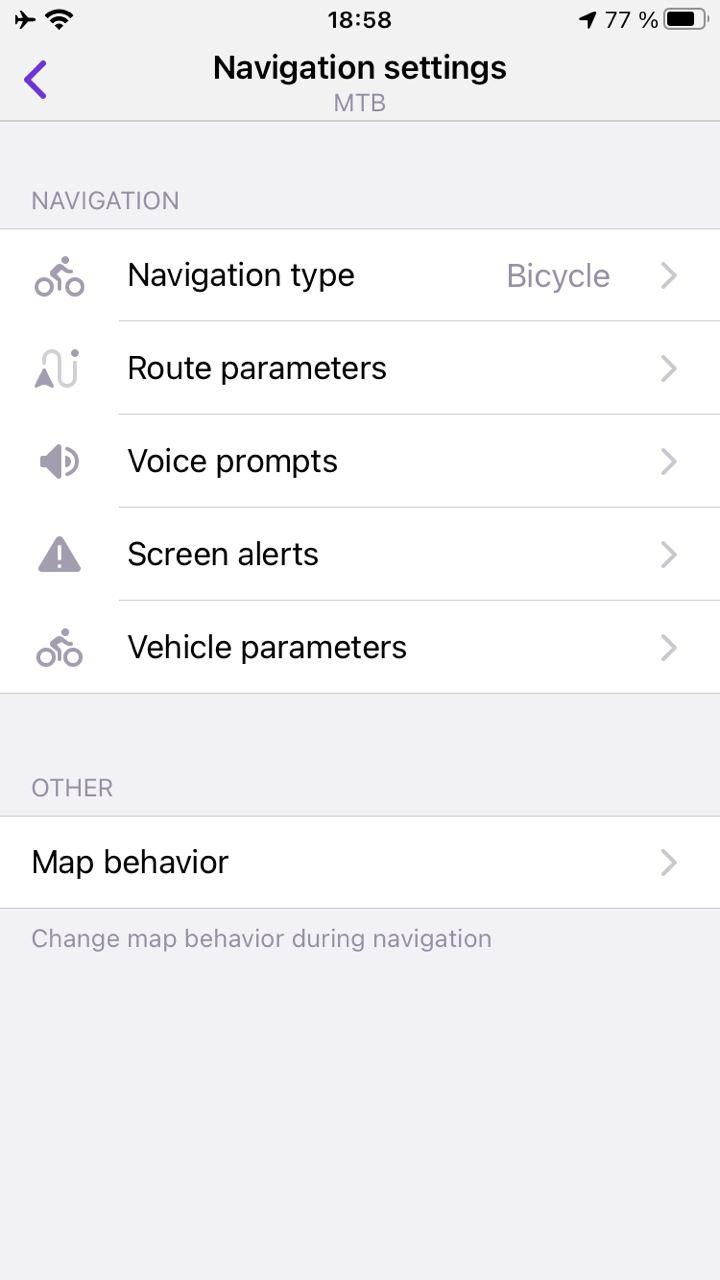 18:58
77 %
Navigation settings
MTB
NAVIGATION
Navigation type Bicycle
Route parameters
Voice prompts
Screen alerts
Vehicle parameters
OTHER
Map behavior
Change map behavior during navigation